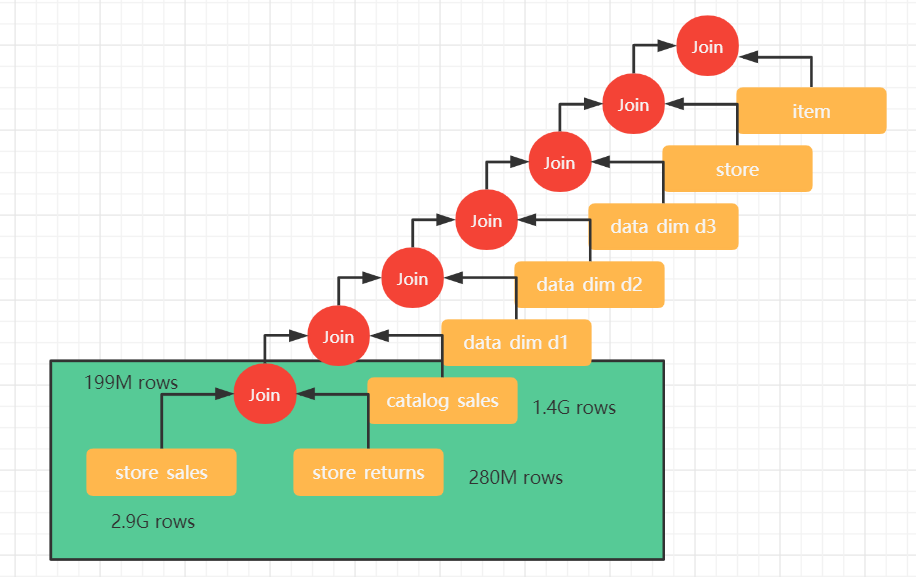 Join
item
Join
store
Join
data dim d3
Join
data dim d2
Join
data dim d1
Join
199M rows
Join
catalog sales
1.4G rows
store sales
store returns
280M rows
2.9G rows